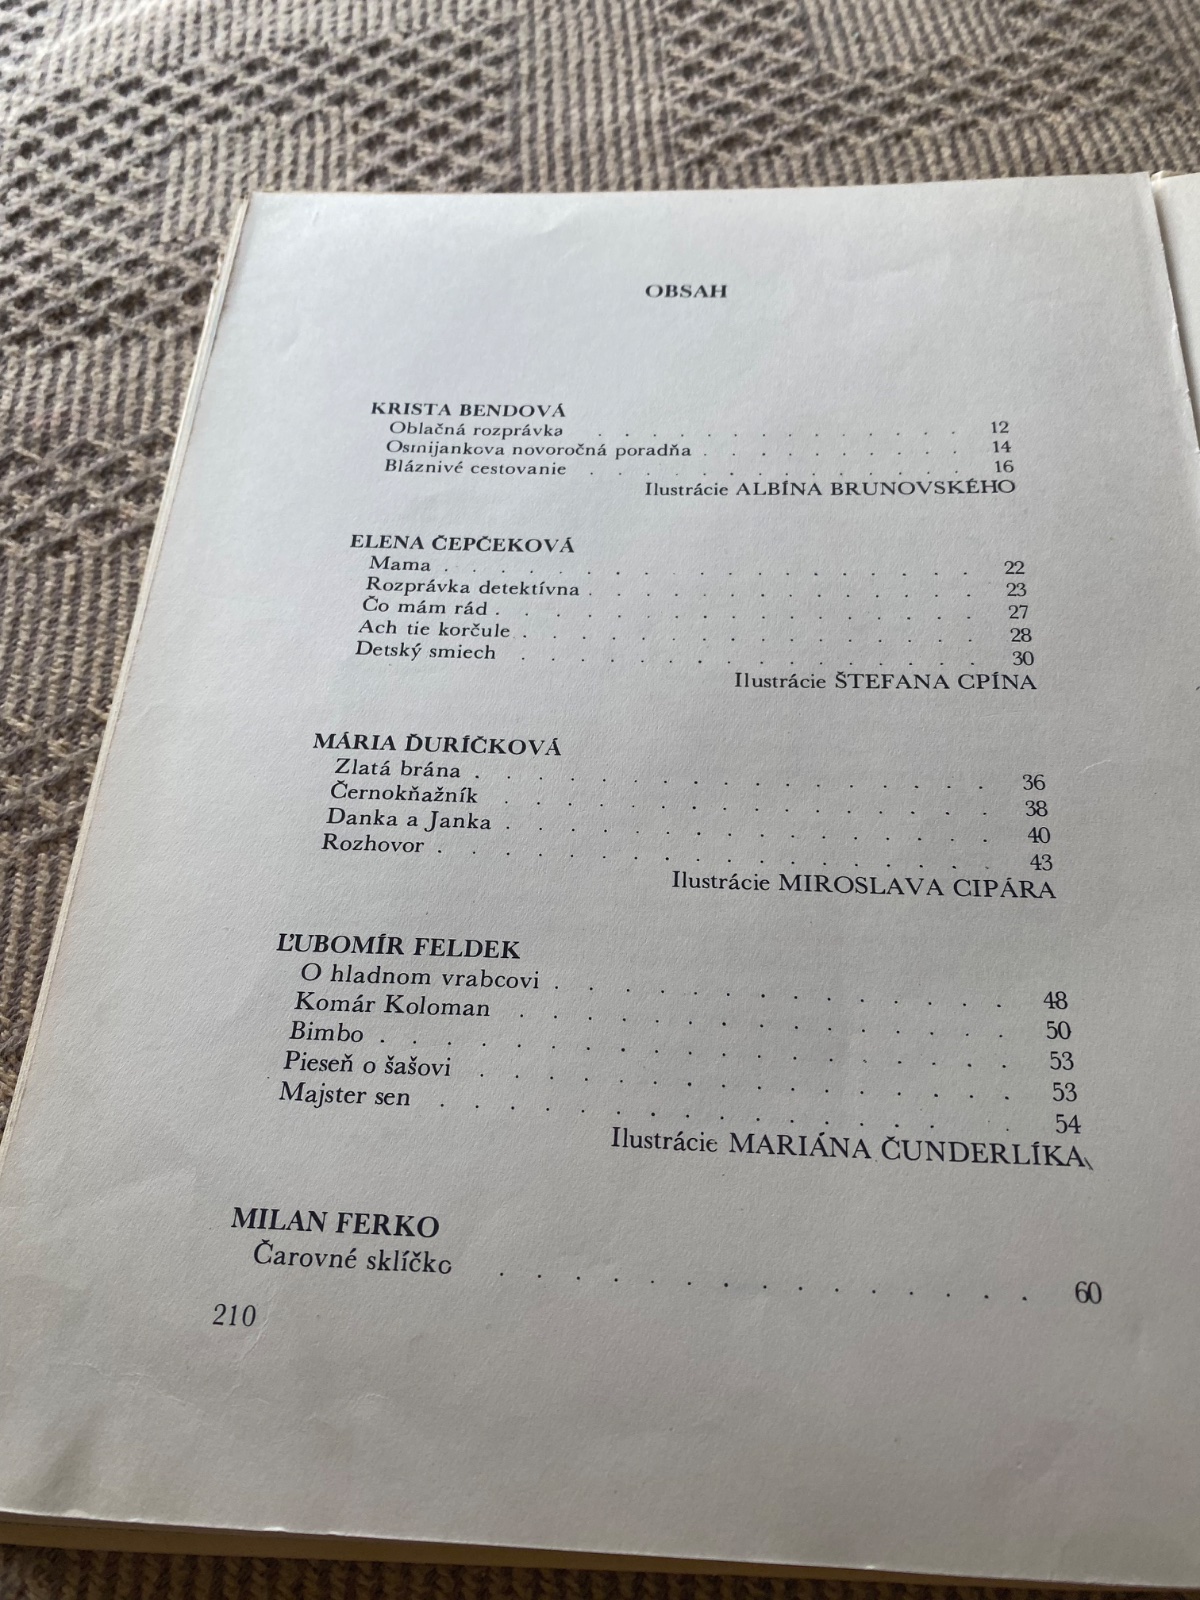 OBSAH
KRISTA BENDOVÁ
Oblačná rozprávka . . . . . . . . . . . 12
Osmijankova novoročná poradňa . . . . . . . . 14
Bláznivé cestovanie . . . . . . . . . . . 16
Ilustrácie ALBÍNA BRUNOVSKÉHO
ELENA ČEPČEKOVÁ
Mama . . . . . . . . . . . . . . . 22
Rozprávka detektívna . . . . . . . . . . . 23
Čo mám rád . . . . . . . . . . . . . 27
Ach tie korčule . . . . . . . . . . . . . 28
Detský smiech . . . . . . . . . . . . . 30
Ilustrácie ŠTEFANA CPÍNA
MÁRIA ĎURÍČKOVÁ
Zlatá brána . . . . . . . . . . . . . . 36
Černokňažník . . . . . . . . . . . . . 38
Danka a Janka . . . . . . . . . . . . . 40
Rozhovor . . . . . . . . . . . . . . 43
Ilustrácie MIROSLAVA CIPÁRA
ĽUBOMÍR FELDEK
O hladnom vrabcovi . . . . . . . . . . . 48
Komár Koloman . . . . . . . . . . . . 50
Bimbo . . . . . . . . . . . . . . . 53
Pieseň o šašovi . . . . . . . . . . . . . 53
Majster sen . . . . . . . . . . . . . . 54
Ilustrácie MARIÁNA ČUNDERLÍKA
MILAN FERKO
Čarovné sklíčko . . . . . . . . . . . . . 60
210